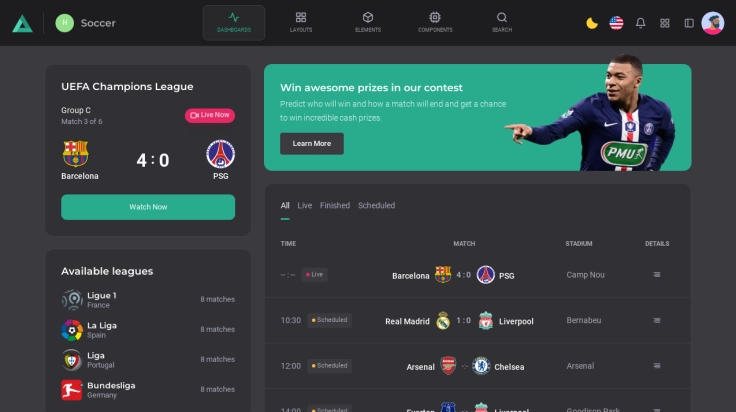 H Soccer
DASHBOARDS LAYOUTS ELEMENTS COMPONENTS SEARCH
UEFA Champions League
Group C
Match 3 of 6
Live Now
4 : 0
Barcelona PSG
Watch Now
Available leagues
Ligue 1
France
8 matches
La Liga
Spain
8 matches
Liga
Portugal
8 matches
Bundesliga
Germany
8 matches
Win awesome prizes in our contest
Predict who will win and how a match will end and get a chance
to win incredible cash prizes.
Learn More
PMU
All Live Finished Scheduled
TIME MATCH STADIUM DETAILS
-- : -- Live Barcelona 4 : 0 PSG Camp Nou
10:30 Scheduled Real Madrid 1 : 0 Liverpool Bernabeu
12:00 Scheduled Arsenal -:- Chelsea Arsenal
14:00 Scheduled Everton -:- Liverpool Goodison Park